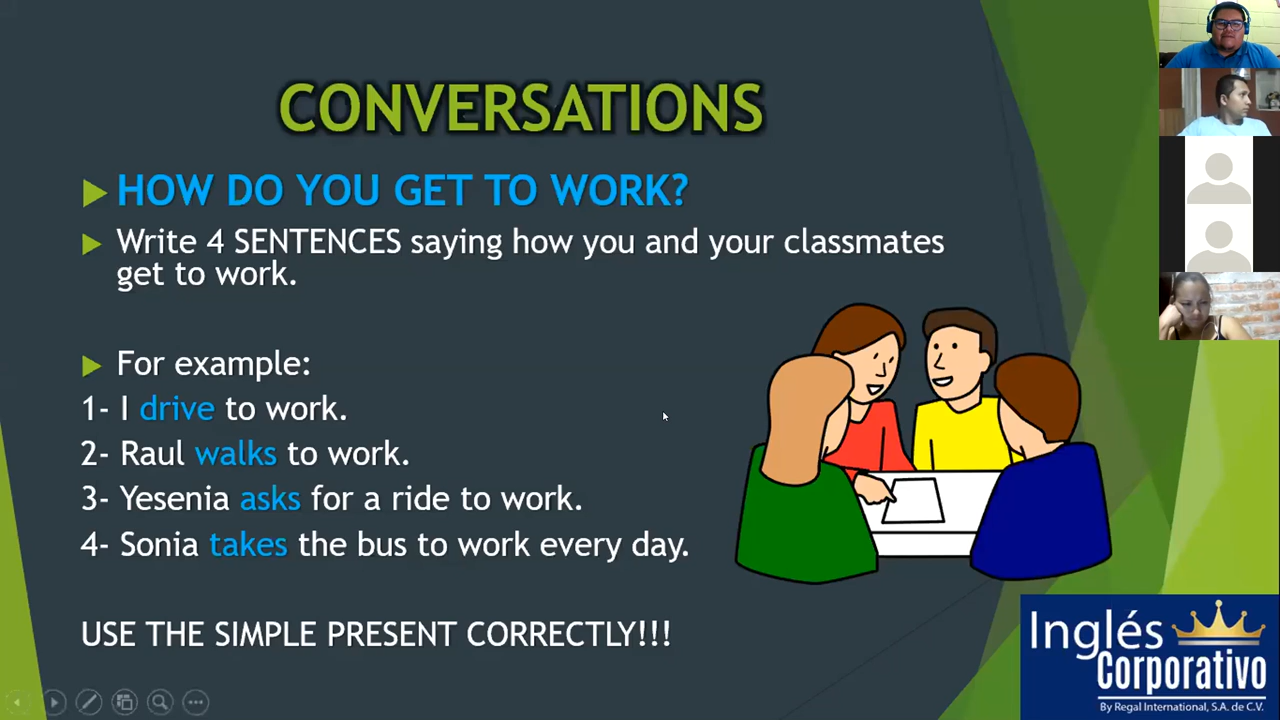 CONVERSATIONS
HOW DO YOU GET TO WORK?
Write 4 SENTENCES saying how you and your classmates
get to work.
For example:
1- I drive to work.
2- Raul walks to work.
3- Yesenia asks for a ride to work.
4- Sonia takes the bus to work every day.
USE THE SIMPLE PRESENT CORRECTLY!!!
Inglés
Corporativo
By Regal International, S.A. de C.V.